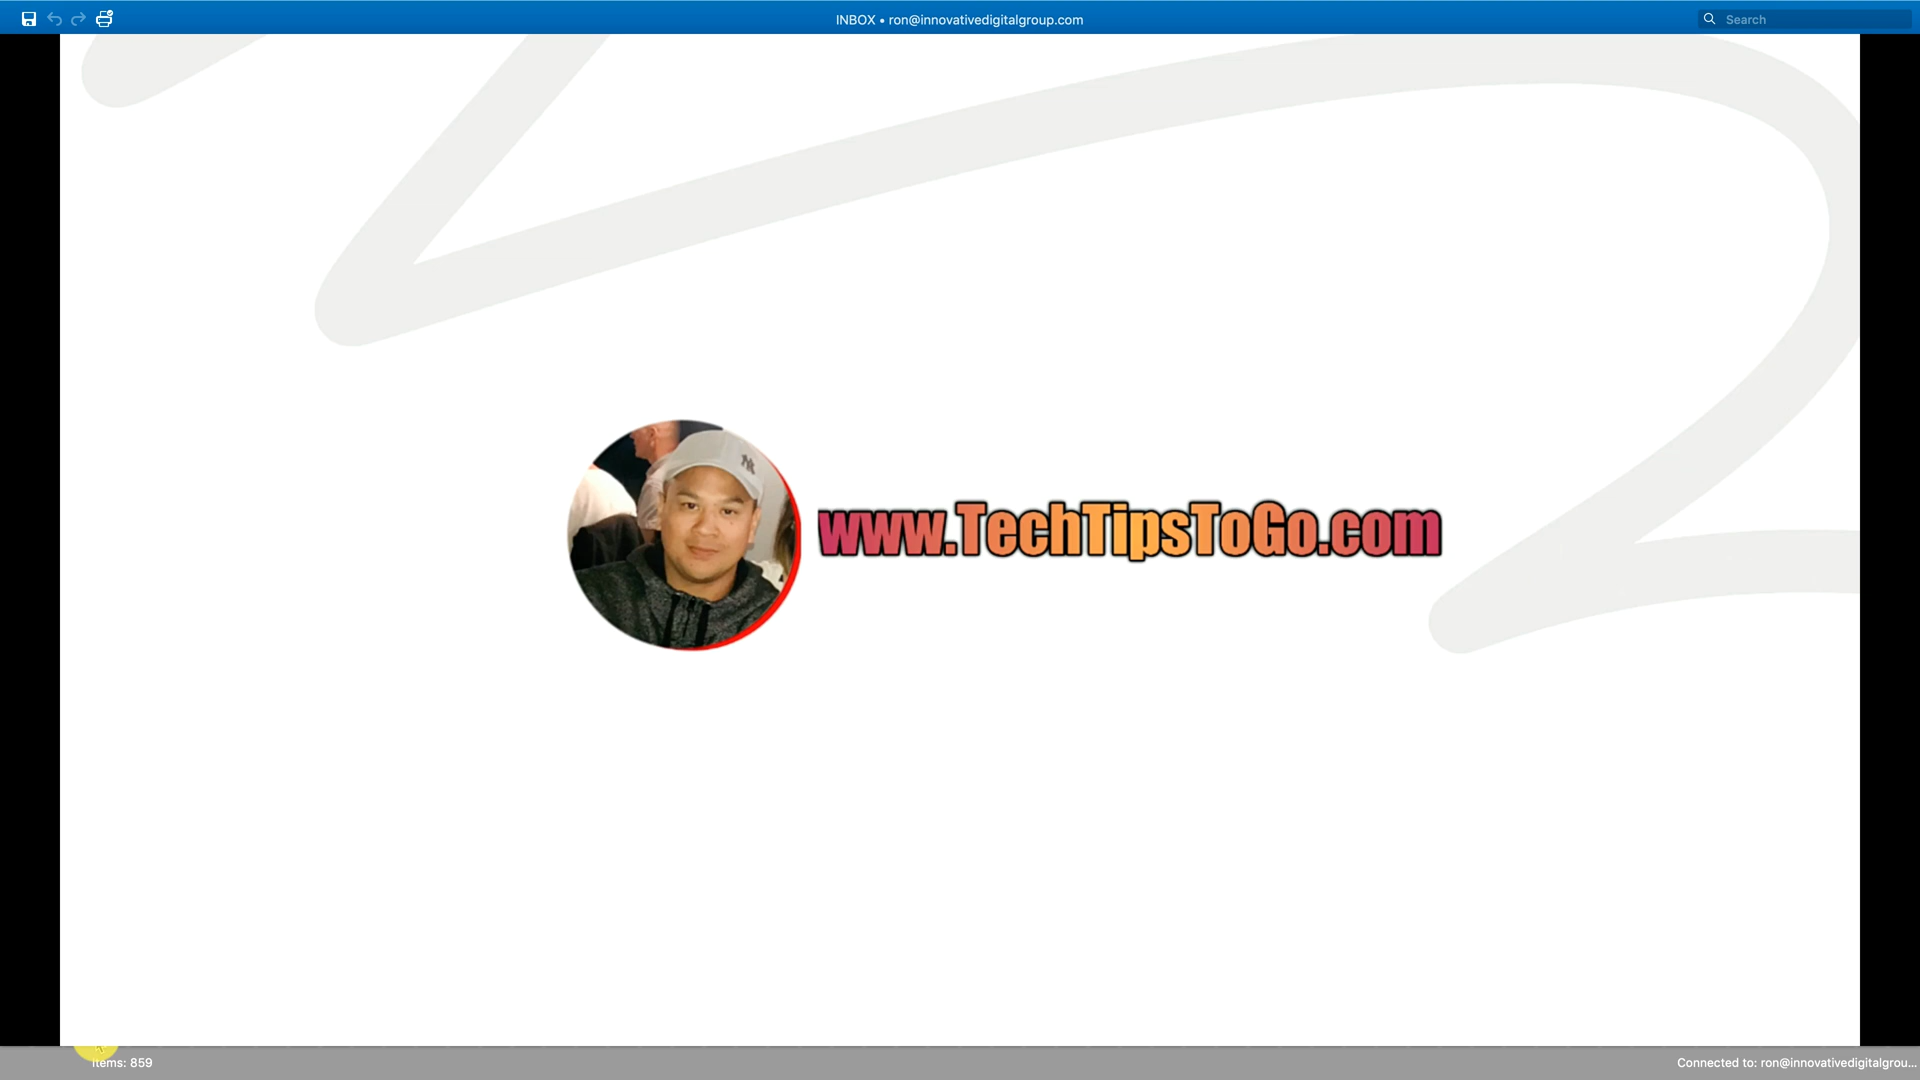 INBOX • ron@innovativedigitalgroup.com
Search
www.TechTipsToGo.com
Items: 859
Connected to: ron@innovativedigitalgrou...